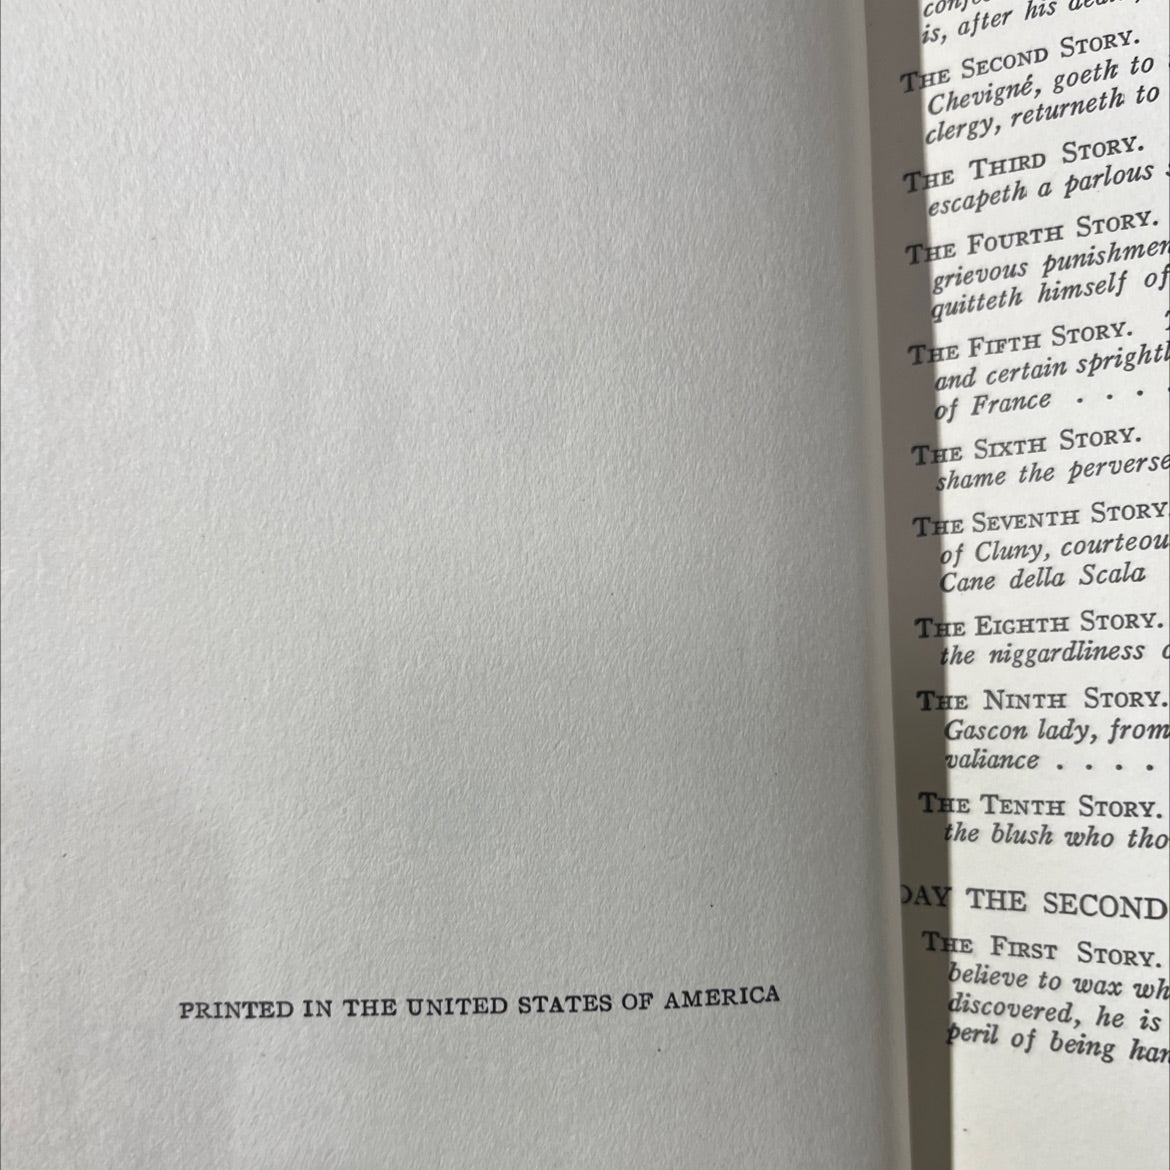 PRINTED IN THE UNITED STATES OF AMERICA
is, after his
THE SECOND STORY.
Chevigné, goeth to
clergy, returneth to
THE THIRD STORY.
escapeth a parlous
THE FOURTH STORY.
grievous punishmen
quitteth himself of
THE FIFTH STORY.
and certain sprightl
of France . . .
THE SIXTH STORY.
shame the perverse
THE SEVENTH STORY
of Cluny, courteou
Cane della Scala
THE EIGHTH STORY.
the niggardliness
THE NINTH STORY.
Gascon lady, from
valiance . . . .
THE TENTH STORY.
the blush who tho
DAY THE SECOND
THE FIRST STORY.
believe to wax wh
discovered, he is
peril of being han